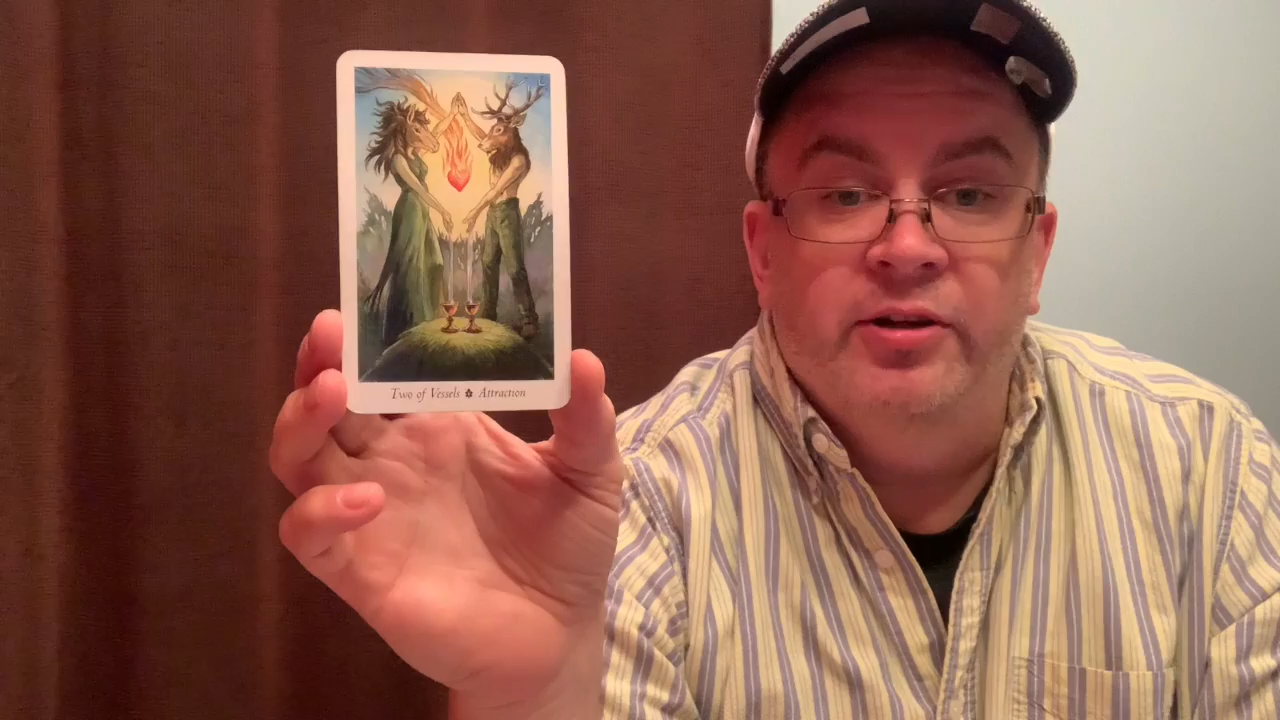 Two of Vessels ✽ Attraction